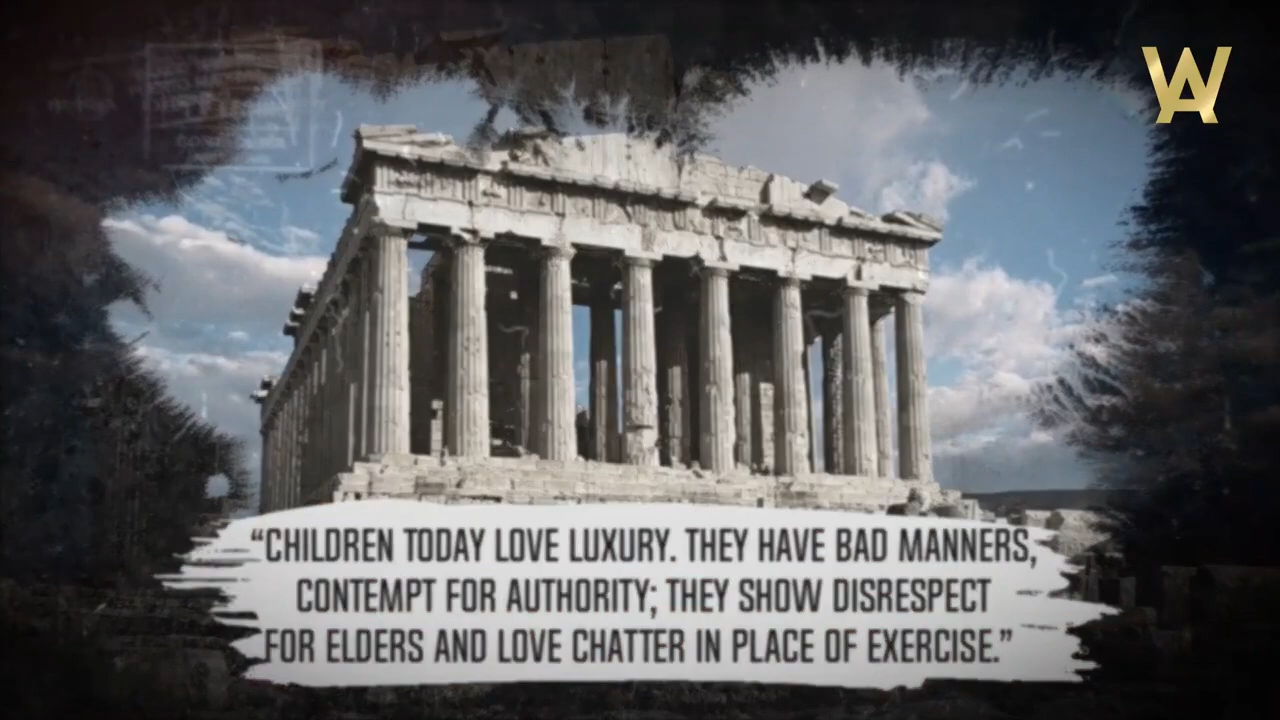 WA
“CHILDREN TODAY LOVE LUXURY. THEY HAVE BAD MANNERS,
CONTEMPT FOR AUTHORITY; THEY SHOW DISRESPECT
FOR ELDERS AND LOVE CHATTER IN PLACE OF EXERCISE.”